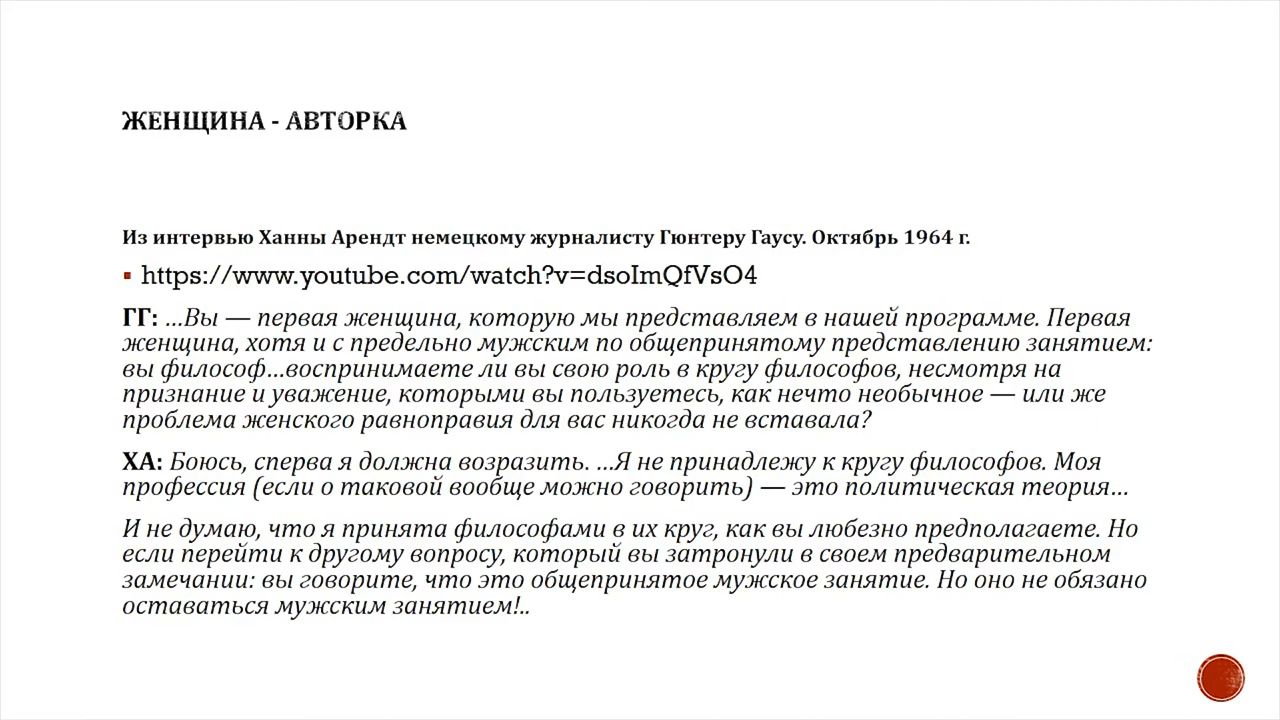 ЖЕНЩИНА - АВТОРКА
Из интервью Ханны Арендт немецкому журналисту Гюнтеру Гаусу. Октябрь 1964 г.
▪ https://www.youtube.com/watch?v=dsoImQfVsO4
ГГ: …Вы — первая женщина, которую мы представляем в нашей программе. Первая
женщина, хотя и с предельно мужским по общепринятому представлению занятием:
вы философ…воспринимаете ли вы свою роль в кругу философов, несмотря на
признание и уважение, которыми вы пользуетесь, как нечто необычное — или же
проблема женского равноправия для вас никогда не вставала?
ХА: Боюсь, сперва я должна возразить. …Я не принадлежу к кругу философов. Моя
профессия (если о таковой вообще можно говорить) — это политическая теория…
И не думаю, что я принята философами в их круг, как вы любезно предполагаете. Но
если перейти к другому вопросу, который вы затронули в своем предварительном
замечании: вы говорите, что это общепринятое мужское занятие. Но оно не обязано
оставаться мужским занятием!..